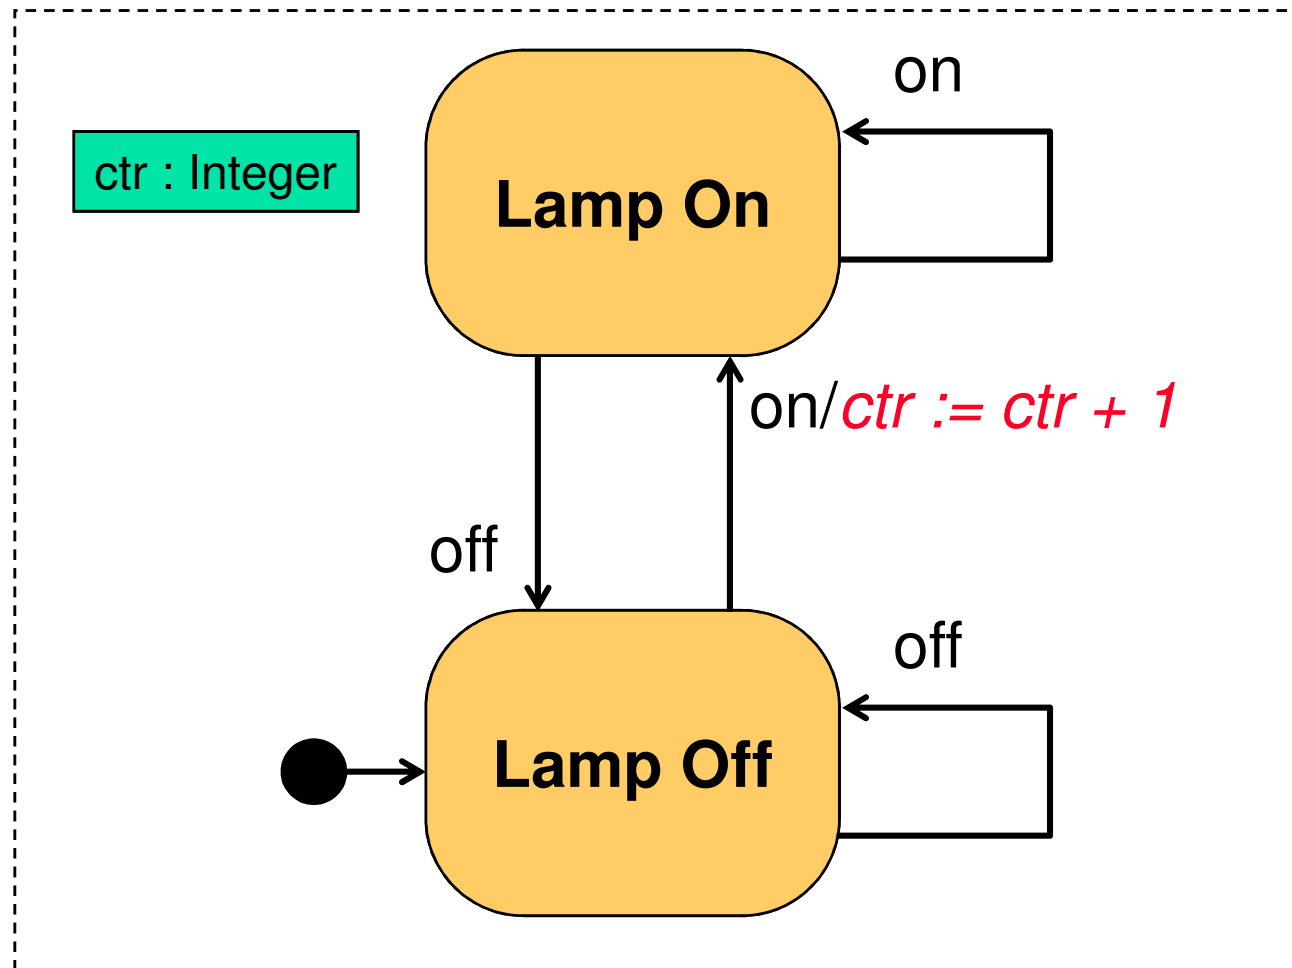 on
ctr : Integer
Lamp On
on/ctr := ctr + 1
off
off
Lamp Off